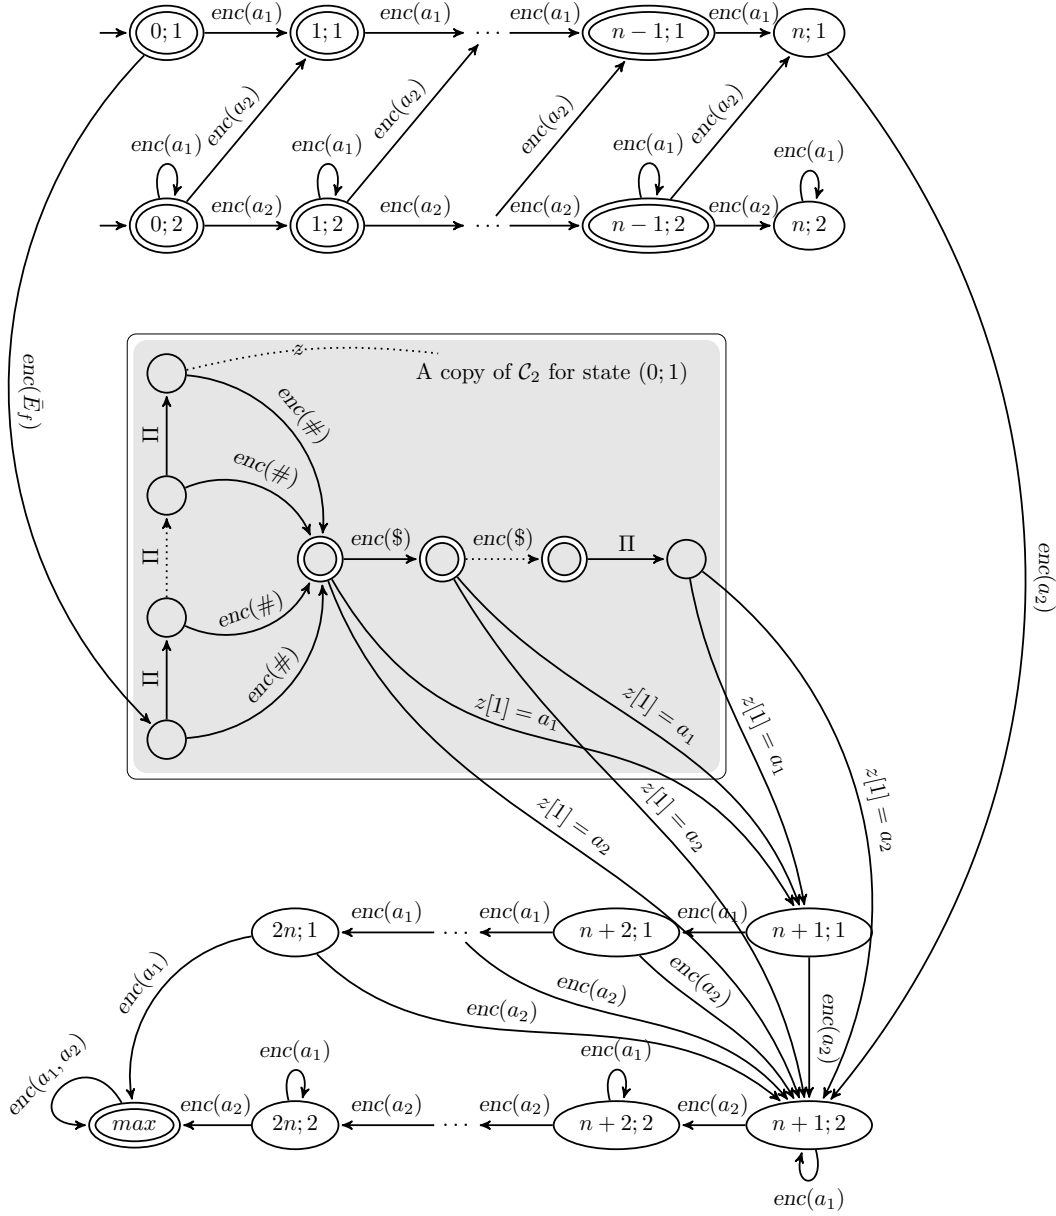 enc(a₁) enc(a₁) enc(a₁) enc(a₁)
0; 1 1; 1 ··· n − 1; 1 n; 1
enc(a₂) enc(a₂) enc(a₂) enc(a₂)
enc(a₁) enc(a₁) enc(a₁) enc(a₁)
enc(a₂) enc(a₂) enc(a₂) enc(a₂)
0; 2 1; 2 ··· n − 1; 2 n; 2
z
A copy of 𝒞₂ for state (0; 1)
enc(Ē_f)
Π
enc(#)
enc(#)
Π
enc(#)
Π
enc(#)
enc($) enc($) Π
enc(a₂)
z[1] = a₁ z[1] = a₁ z[1] = a₁
z[1] = a₂ z[1] = a₂ z[1] = a₂
enc(a₁) enc(a₁) enc(a₁)
2n; 1 ··· n + 2; 1 n + 1; 1
enc(a₁) enc(a₂) enc(a₂) enc(a₂) enc(a₂)
enc(a₁, a₂) enc(a₁) enc(a₁)
enc(a₂) enc(a₂) enc(a₂) enc(a₂)
max 2n; 2 ··· n + 2; 2 n + 1; 2
enc(a₁)